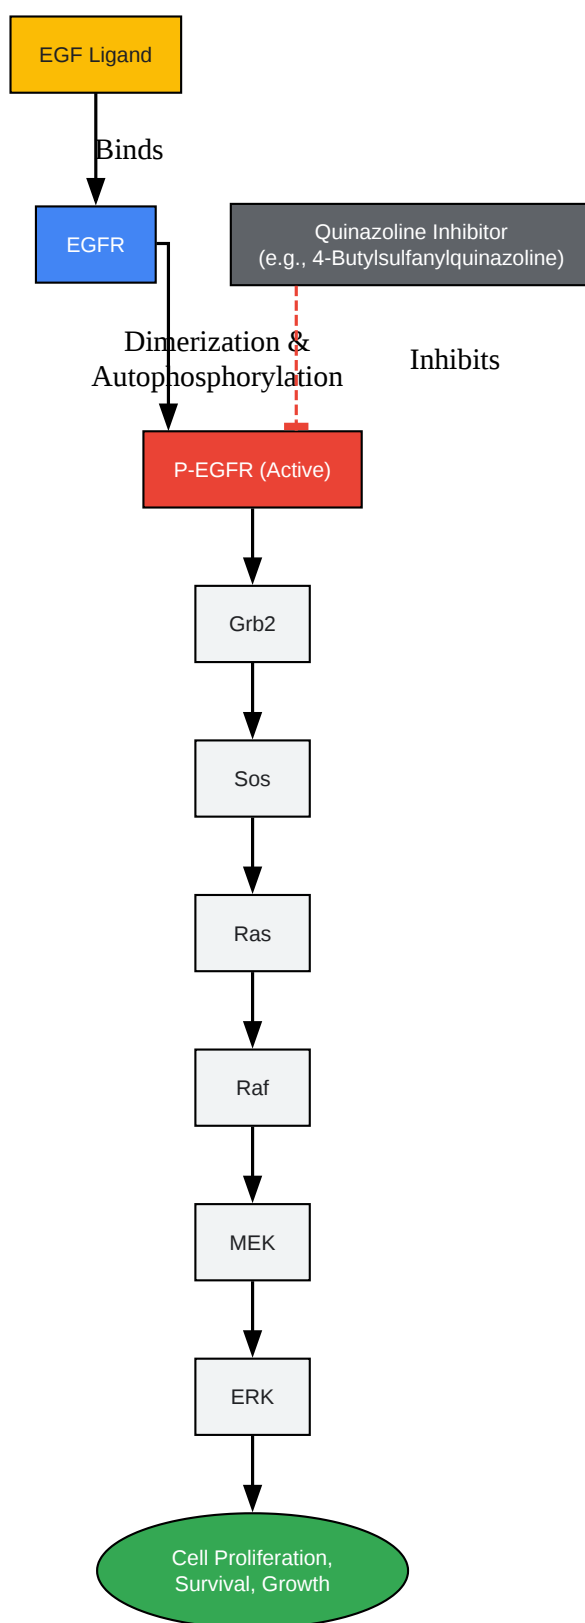 EGF Ligand
Binds
EGFR
Quinazoline Inhibitor
(e.g., 4-Butylsulfanylquinazoline)
Dimerization &
Autophosphorylation
Inhibits
P-EGFR (Active)
Grb2
Sos
Ras
Raf
MEK
ERK
Cell Proliferation,
Survival, Growth